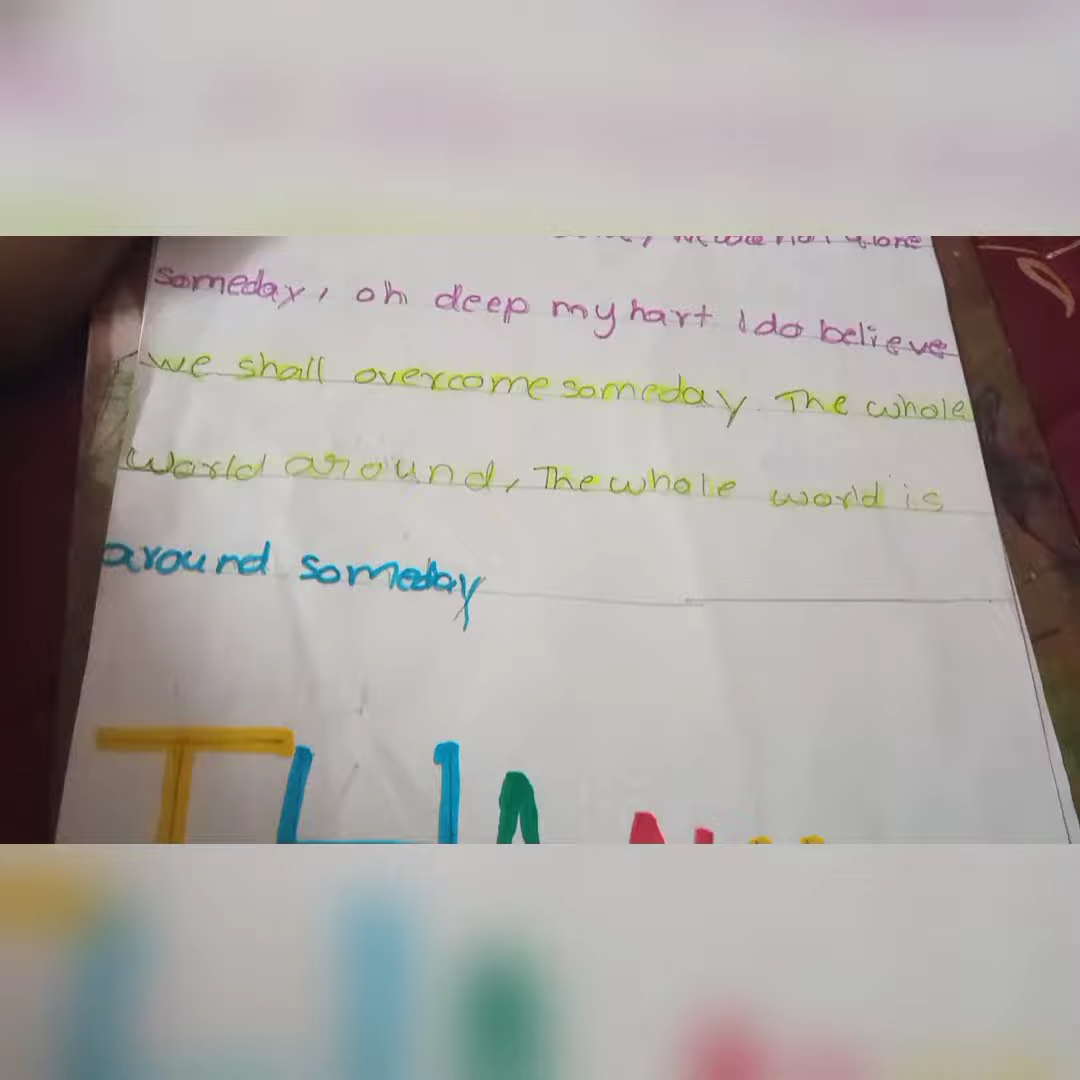 someday, oh deep my hart I do believe
we shall overcome someday. The whole
World around, The whole world is
around someday